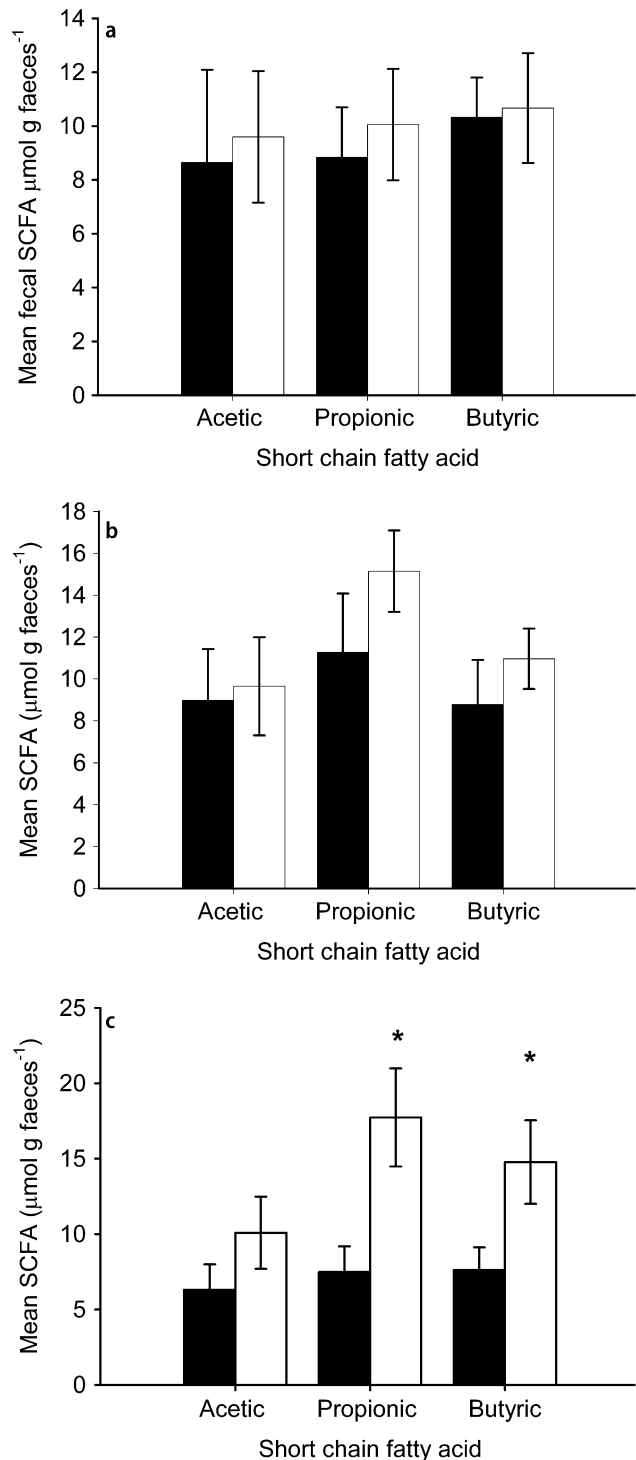 a
Mean fecal SCFA μmol g faeces⁻¹
14
12
10
8
6
4
2
0
Acetic Propionic Butyric
Short chain fatty acid
b
Mean SCFA (μmol g faeces⁻¹)
18
16
14
12
10
8
6
4
2
0
Acetic Propionic Butyric
Short chain fatty acid
c
Mean SCFA (μmol g faeces⁻¹)
25
20
15
10
5
0
* *
Acetic Propionic Butyric
Short chain fatty acid